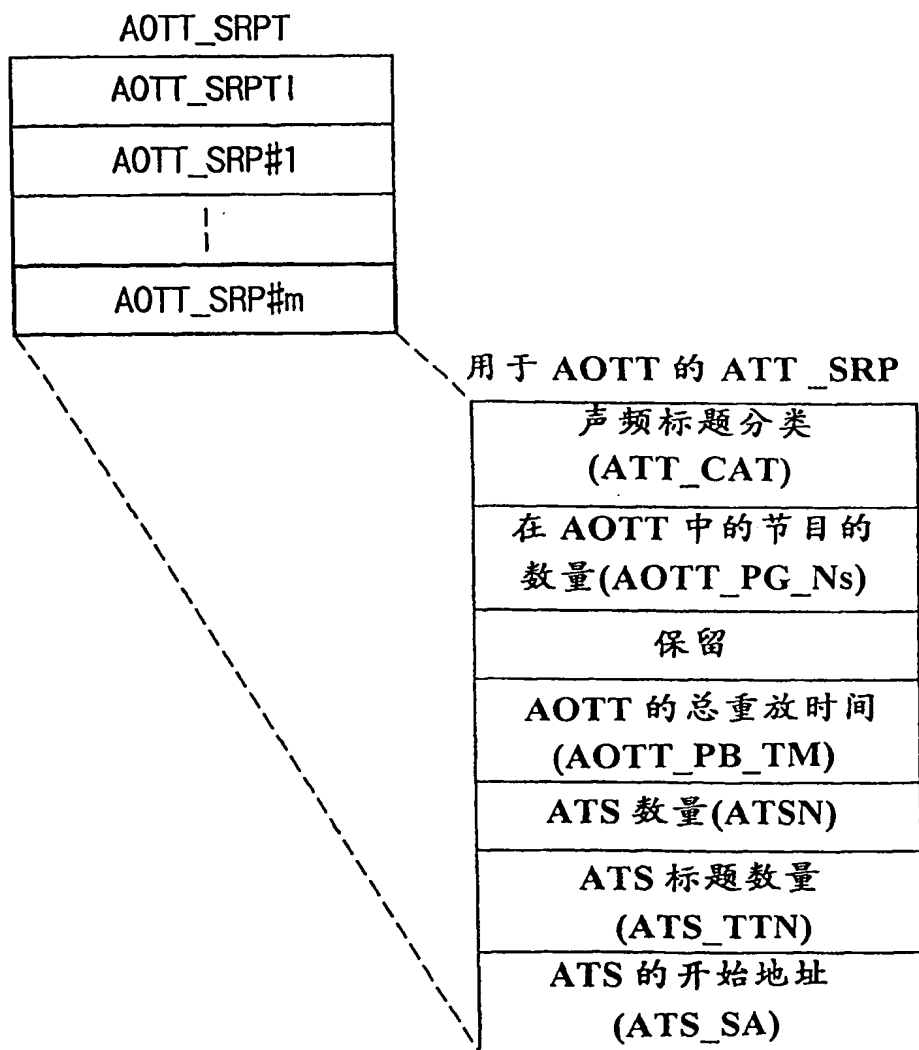 AOTT_SRPT
AOTT_SRPTI
AOTT_SRP#1
AOTT_SRP#m
用于 AOTT 的 ATT _SRP
声频标题分类
(ATT_CAT)
在 AOTT 中的节目的
数量(AOTT_PG_Ns)
保留
AOTT 的总重放时间
(AOTT_PB_TM)
ATS 数量(ATSN)
ATS 标题数量
(ATS_TTN)
ATS 的开始地址
(ATS_SA)